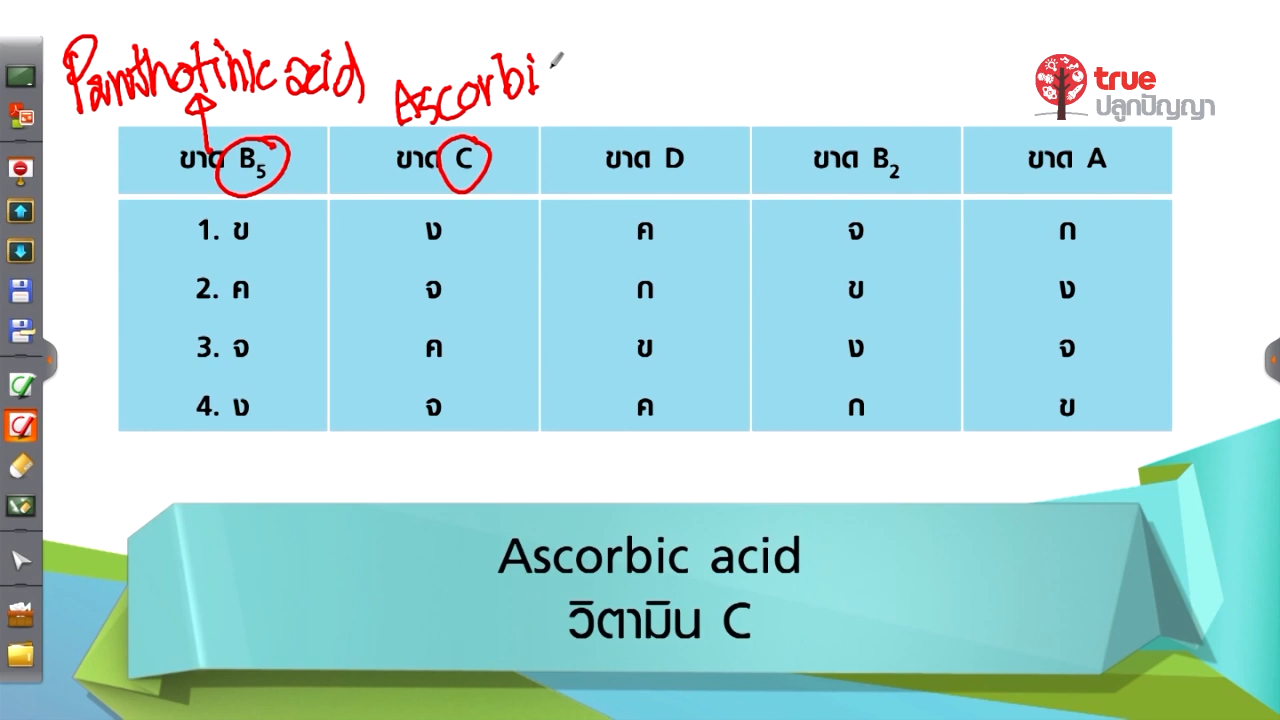 Panthotinic acid
Ascorbi
true
ปลูกปัญญา
ขาด B5 ขาด C ขาด D ขาด B2 ขาด A
1. ข ง ค จ ก
2. ค จ ก ข ง
3. จ ค ข ง จ
4. ง จ ค ก ข
Ascorbic acid
วิตามิน C